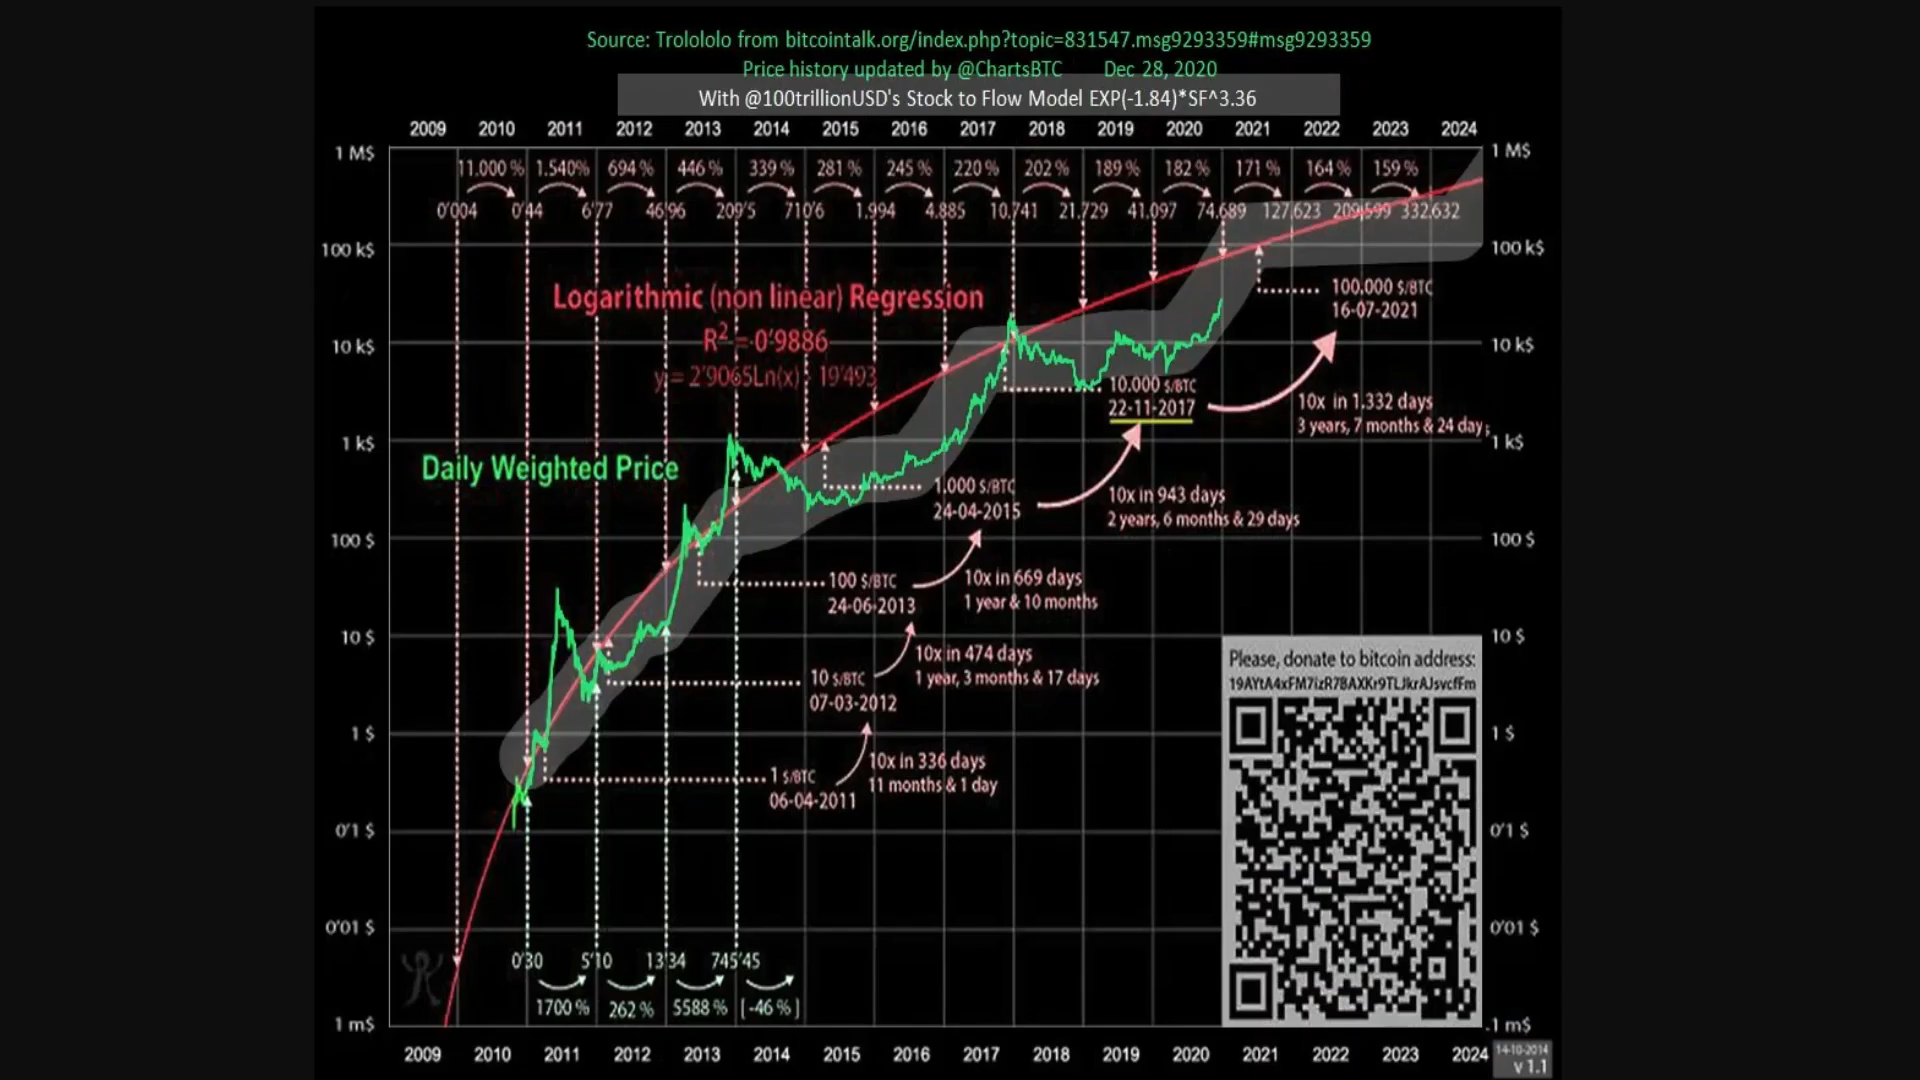 Source: Trolololo from bitcointalk.org/index.php?topic=831547.msg9293359#msg9293359
Price history updated by @ChartsBTC Dec 28, 2020
With @100trillionUSD's Stock to Flow Model EXP(-1.84)*SF^3.36
2009 2010 2011 2012 2013 2014 2015 2016 2017 2018 2019 2020 2021 2022 2023 2024
1 M$ 1 M$
11.000 % 1.540% 694 % 446 % 339 % 281 % 245 % 220 % 202 % 189 % 182 % 171 % 164 % 159 %
0'004 0'44 6'77 46'96 209'5 710'6 1.994 4.885 10.741 21.729 41.097 74.689 127.623 209.599 332.632
100 k$ 100 k$
Logarithmic (non linear) Regression
R² = 0'9886
y = 2'9065Ln(x) - 19'493
100.000 $/BTC
16-07-2021
10 k$ 10 k$
10.000 $/BTC
22-11-2017
10x in 1.332 days
3 years, 7 months & 24 days
1 k$ 1 k$
Daily Weighted Price
1.000 $/BTC
24-04-2015
10x in 943 days
2 years, 6 months & 29 days
100 $ 100 $
100 $/BTC
24-06-2013
10x in 669 days
1 year & 10 months
10 $ 10 $
10 $/BTC
07-03-2012
10x in 474 days
1 year, 3 months & 17 days
Please, donate to bitcoin address:
1 $ 1 $
1 $/BTC
06-04-2011
10x in 336 days
11 months & 1 day
0'1 $ 0'1 $
0'01 $ 0'01 $
0'30 5'10 13'34 745'45
1700 % 262 % 5588 % [ -46 % ]
1 m$ 1 m$
2009 2010 2011 2012 2013 2014 2015 2016 2017 2018 2019 2020 2021 2022 2023 2024
14-10-2014
v 1.1